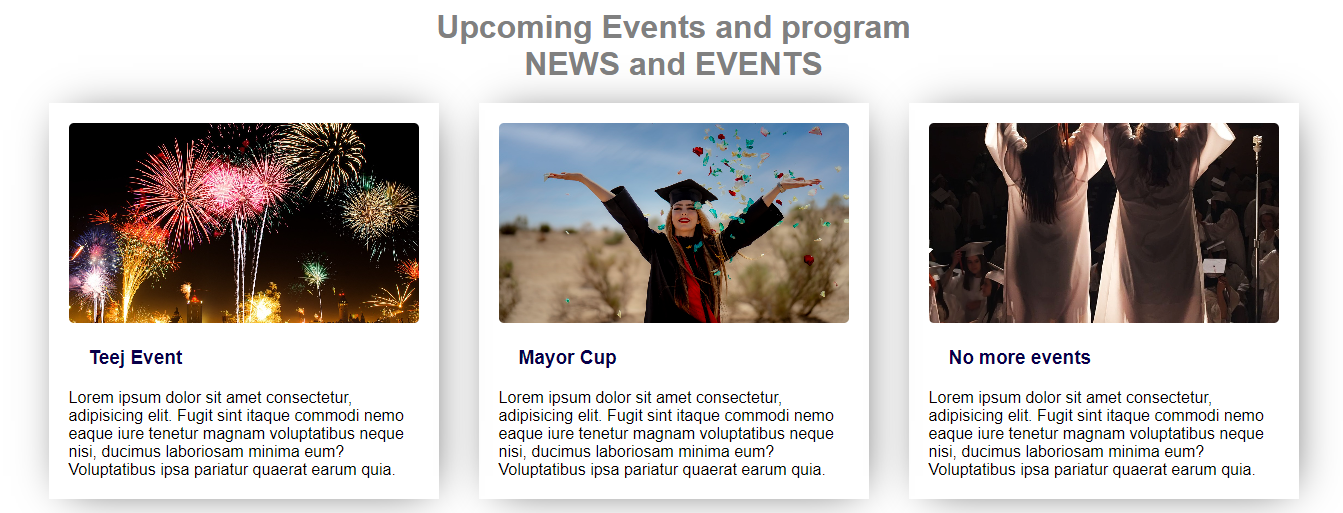 Upcoming Events and program
NEWS and EVENTS
Teej Event
Lorem ipsum dolor sit amet consectetur,
adipisicing elit. Fugit sint itaque commodi nemo
eaque iure tenetur magnam voluptatibus neque
nisi, ducimus laboriosam minima eum?
Voluptatibus ipsa pariatur quaerat earum quia.
Mayor Cup
Lorem ipsum dolor sit amet consectetur,
adipisicing elit. Fugit sint itaque commodi nemo
eaque iure tenetur magnam voluptatibus neque
nisi, ducimus laboriosam minima eum?
Voluptatibus ipsa pariatur quaerat earum quia.
No more events
Lorem ipsum dolor sit amet consectetur,
adipisicing elit. Fugit sint itaque commodi nemo
eaque iure tenetur magnam voluptatibus neque
nisi, ducimus laboriosam minima eum?
Voluptatibus ipsa pariatur quaerat earum quia.